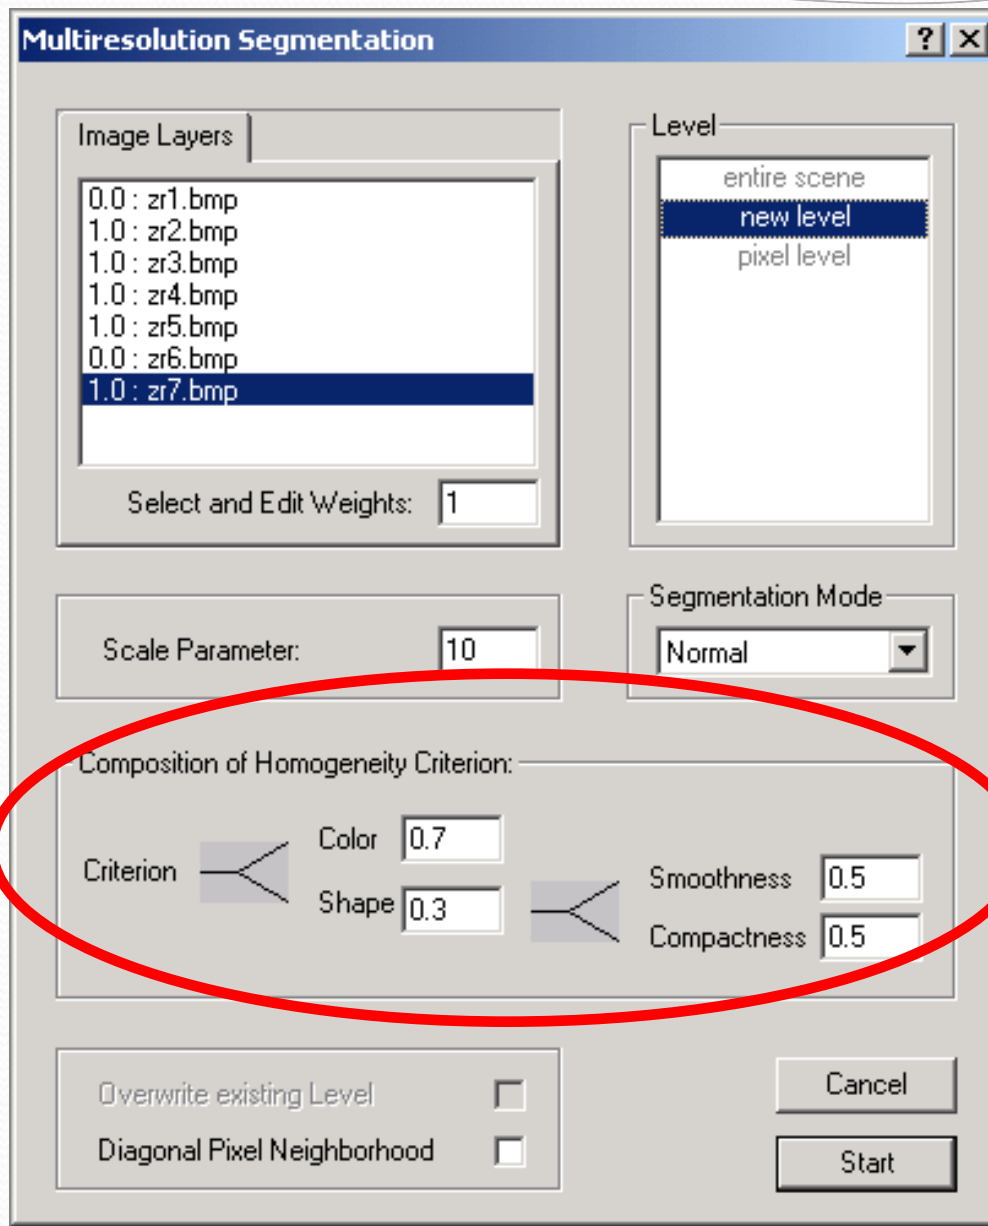 Multiresolution Segmentation
Image Layers
0.0 : zr1.bmp
1.0 : zr2.bmp
1.0 : zr3.bmp
1.0 : zr4.bmp
1.0 : zr5.bmp
0.0 : zr6.bmp
1.0 : zr7.bmp
Select and Edit Weights: 1
Level
entire scene
new level
pixel level
Scale Parameter: 10
Segmentation Mode
Normal
Composition of Homogeneity Criterion:
Criterion
Color 0.7
Shape 0.3
Smoothness 0.5
Compactness 0.5
Overwrite existing Level
Diagonal Pixel Neighborhood
Cancel
Start